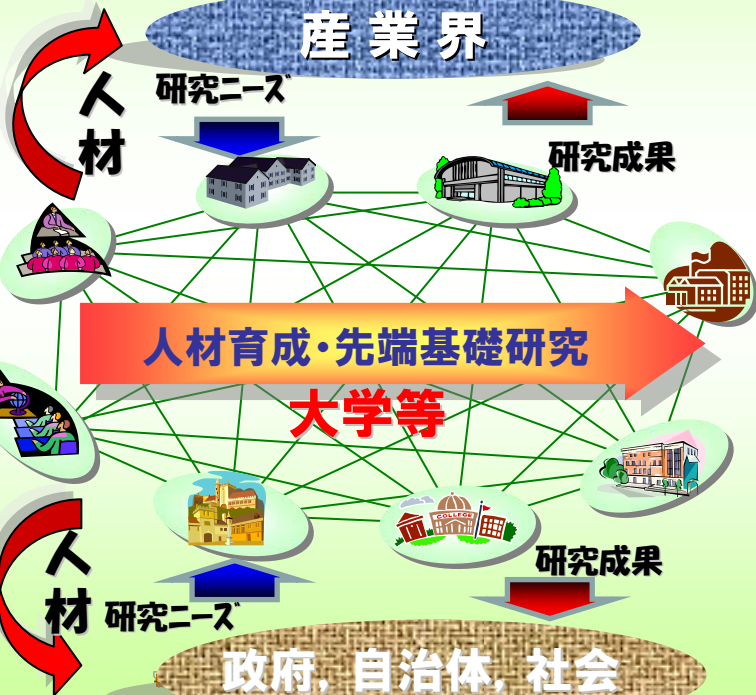 産業界
人材
研究ニーズ
研究成果
人材育成・先端基礎研究
大学等
COLLEGE
人材
研究ニーズ
研究成果
政府，自治体，社会